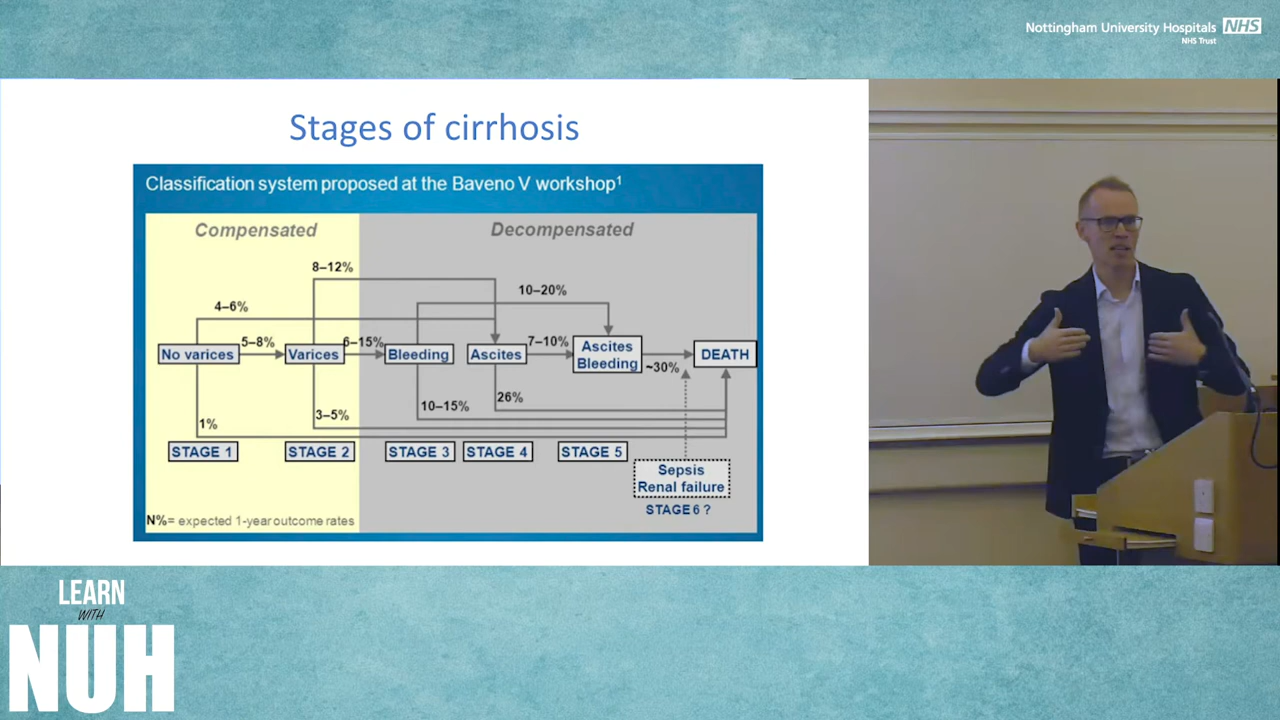 Nottingham University Hospitals NHS
NHS Trust
Stages of cirrhosis
Classification system proposed at the Baveno V workshop1
Compensated
Decompensated
8–12%
10–20%
4–6%
5–8%
6–15%
7–10%
No varices
Varices
Bleeding
Ascites
Ascites
Bleeding
DEATH
~30%
26%
10–15%
3–5%
1%
STAGE 1
STAGE 2
STAGE 3
STAGE 4
STAGE 5
Sepsis
Renal failure
STAGE 6 ?
N%= expected 1-year outcome rates
LEARN
WITH
NUH